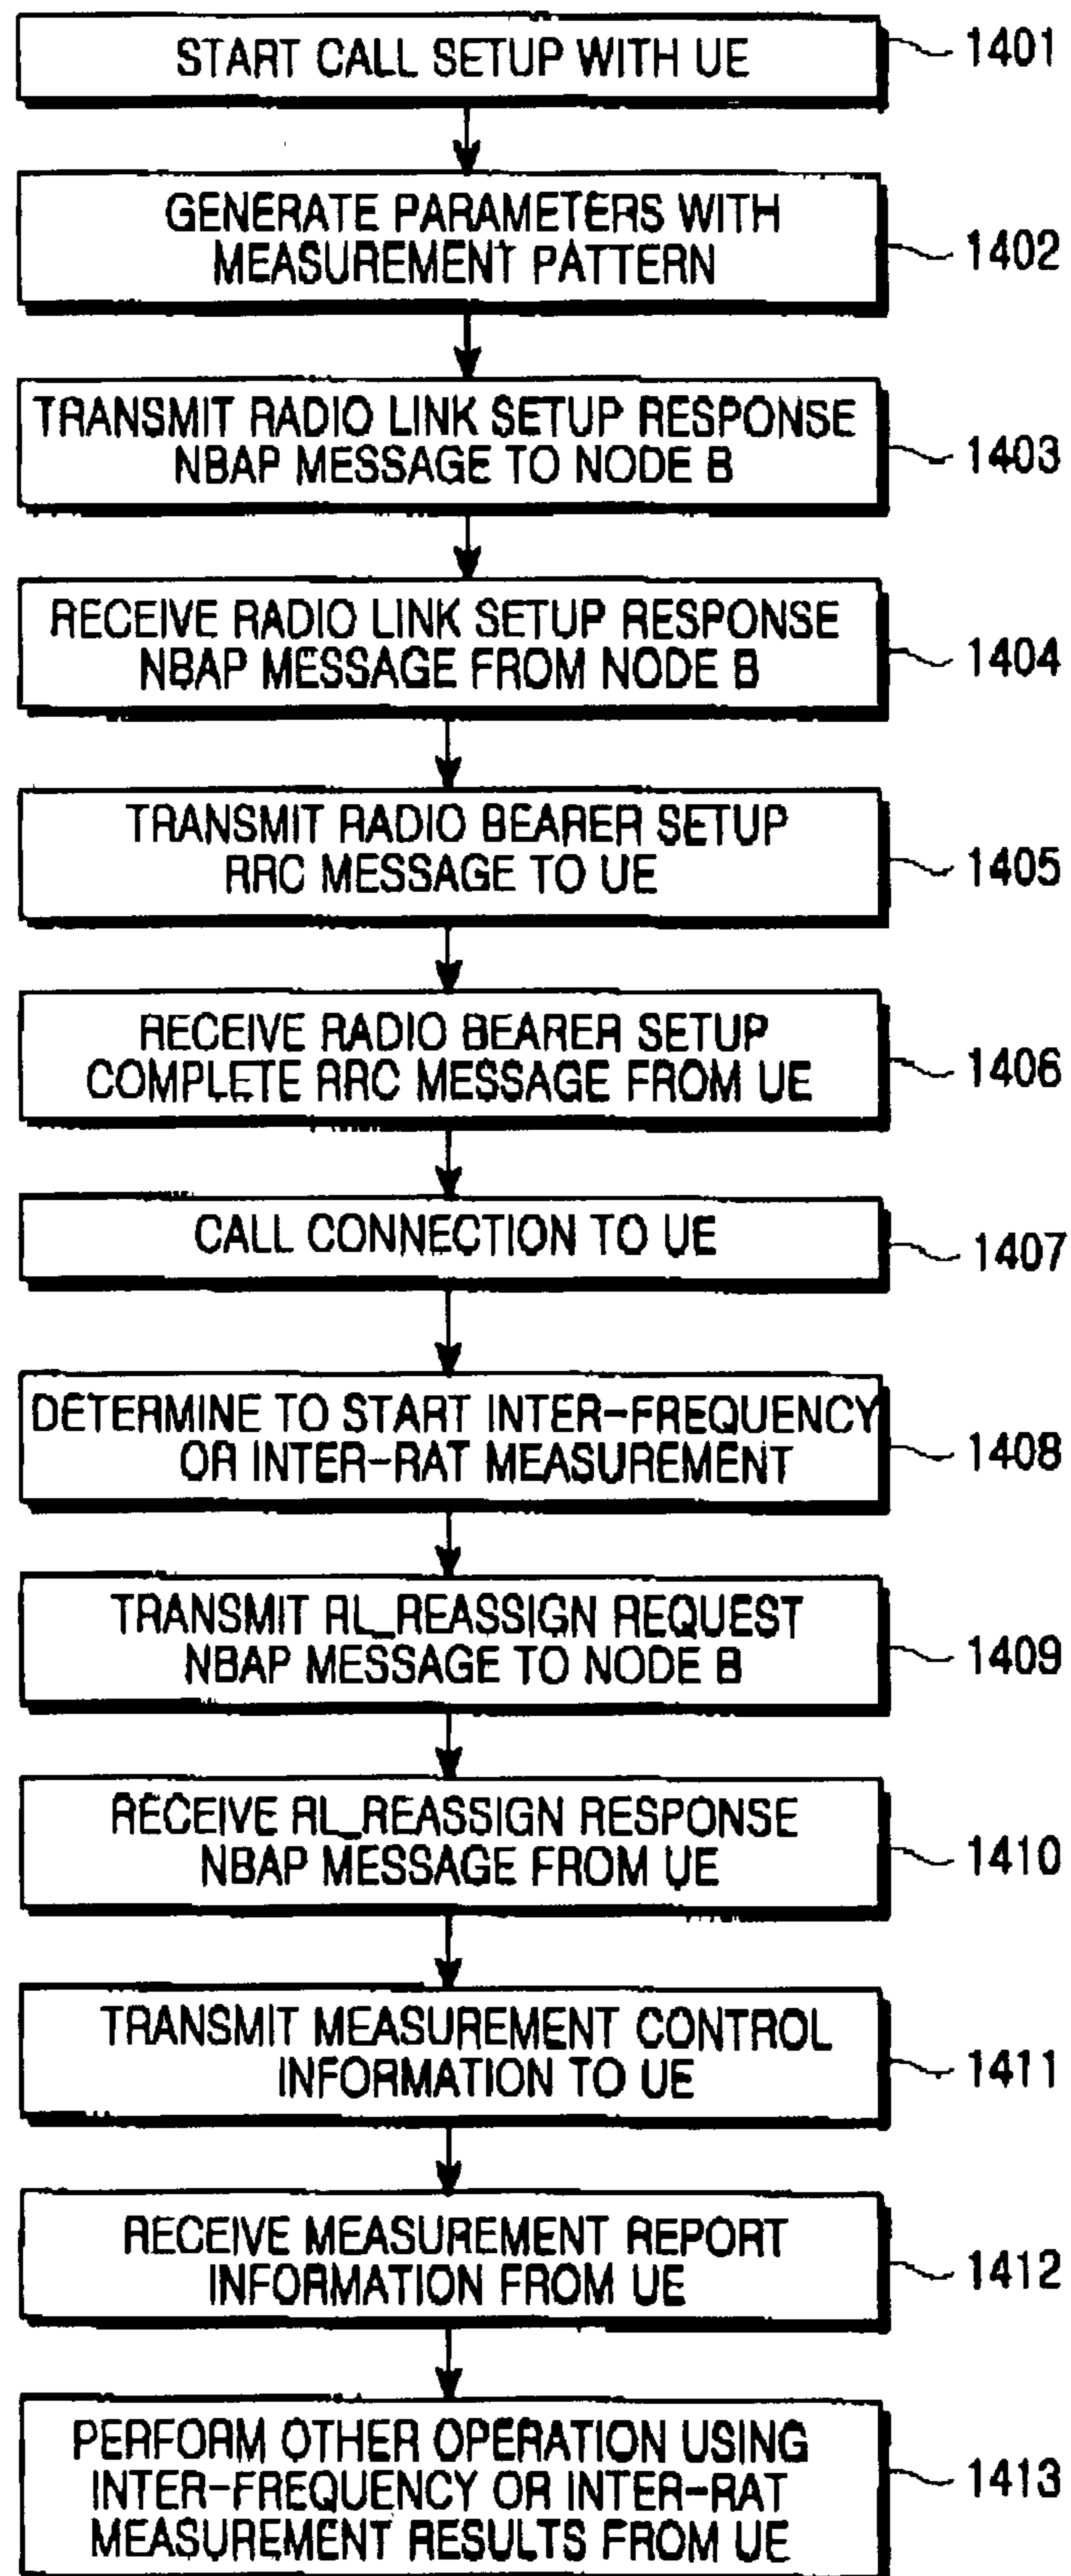 START CALL SETUP WITH UE
1401
GENERATE PARAMETERS WITH
MEASUREMENT PATTERN
1402
TRANSMIT RADIO LINK SETUP RESPONSE
NBAP MESSAGE TO NODE B
1403
RECEIVE RADIO LINK SETUP RESPONSE
NBAP MESSAGE FROM NODE B
1404
TRANSMIT RADIO BEARER SETUP
RRC MESSAGE TO UE
1405
RECEIVE RADIO BEARER SETUP
COMPLETE RRC MESSAGE FROM UE
1406
CALL CONNECTION TO UE
1407
DETERMINE TO START INTER-FREQUENCY
OR INTER-RAT MEASUREMENT
1408
TRANSMIT RL_REASSIGN REQUEST
NBAP MESSAGE TO NODE B
1409
RECEIVE RL_REASSIGN RESPONSE
NBAP MESSAGE FROM UE
1410
TRANSMIT MEASUREMENT CONTROL
INFORMATION TO UE
1411
RECEIVE MEASUREMENT REPORT
INFORMATION FROM UE
1412
PERFORM OTHER OPERATION USING
INTER-FREQUENCY OR INTER-RAT
MEASUREMENT RESULTS FROM UE
1413